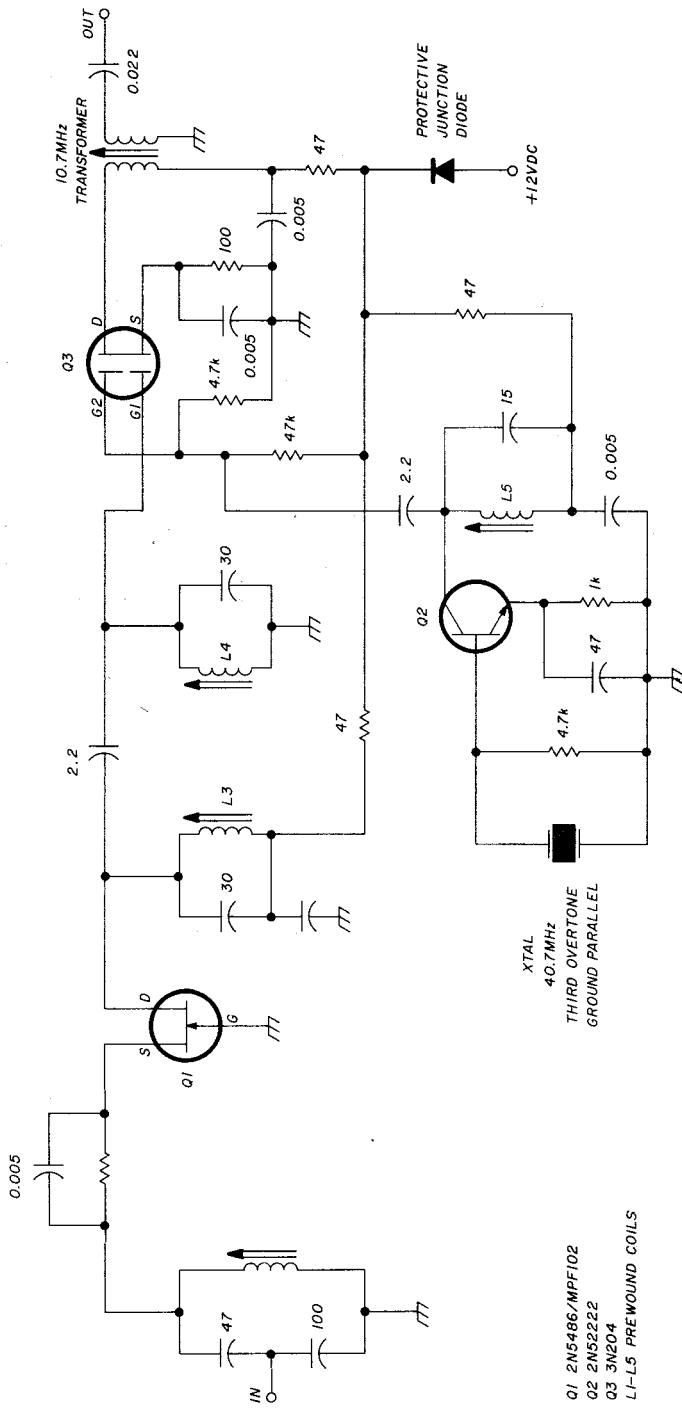 0.005
IN
47
100
S
D
G
Q1
30
L3
2.2
L4
30
47
G2
G1
D
S
Q3
4.7k
0.005
100
0.005
47k
47
10.7MHz
TRANSFORMER
0.022
OUT
PROTECTIVE
JUNCTION
DIODE
+12VDC
47
2.2
15
L5
0.005
Q2
1k
47
4.7k
XTAL
40.7MHz
THIRD OVERTONE
GROUND PARALLEL
Q1 2N5486/MPF102
Q2 2N52222
Q3 3N204
L1-L5 PREWOUND COILS